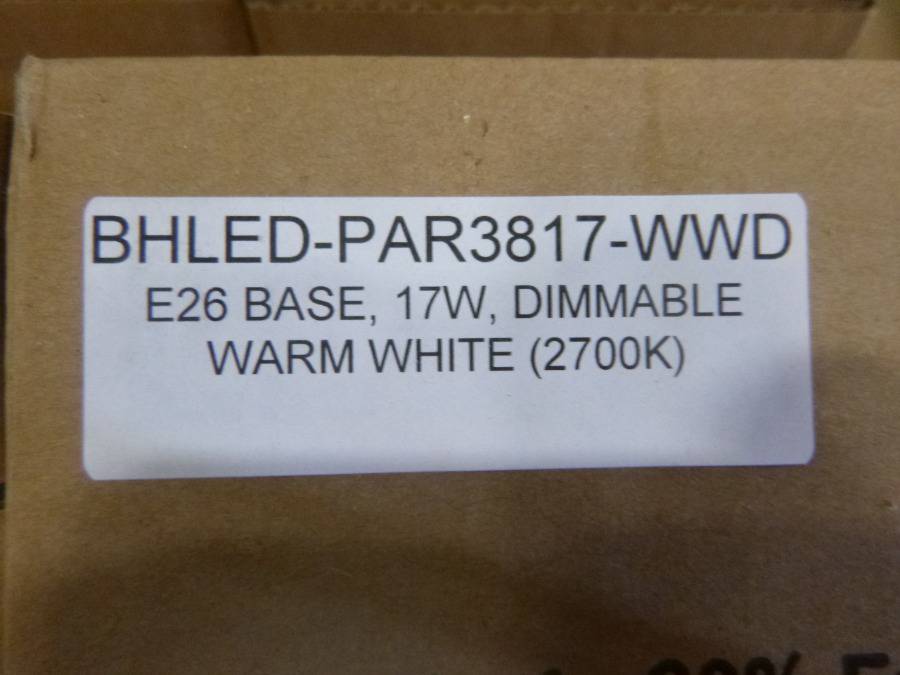 BHLED-PAR3817-WWD
E26 BASE, 17W, DIMMABLE
WARM WHITE (2700K)